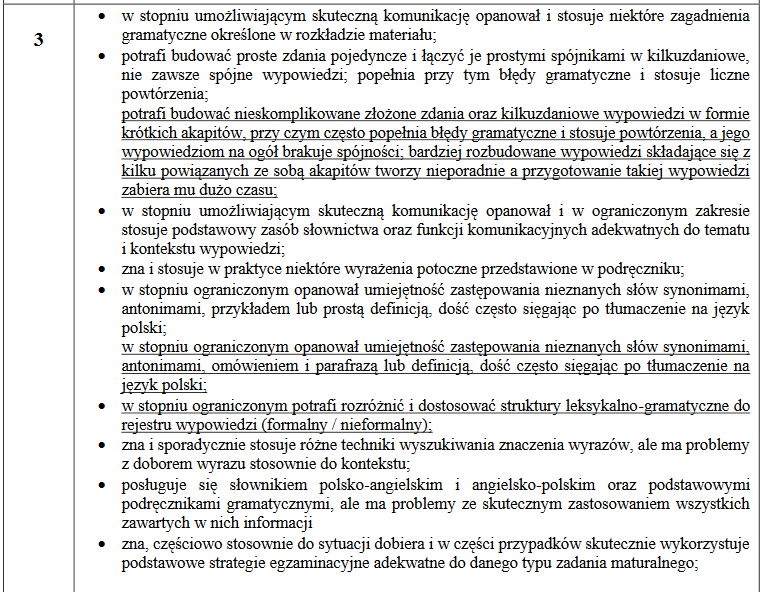 3
• w stopniu umożliwiającym skuteczną komunikację opanował i stosuje niektóre zagadnienia
gramatyczne określone w rozkładzie materiału;
• potrafi budować proste zdania pojedyncze i łączyć je prostymi spójnikami w kilkuzdaniowe,
nie zawsze spójne wypowiedzi; popełnia przy tym błędy gramatyczne i stosuje liczne
powtórzenia;
potrafi budować nieskomplikowane złożone zdania oraz kilkuzdaniowe wypowiedzi w formie
krótkich akapitów, przy czym często popełnia błędy gramatyczne i stosuje powtórzenia, a jego
wypowiedziom na ogół brakuje spójności; bardziej rozbudowane wypowiedzi składające się z
kilku powiązanych ze sobą akapitów tworzy nieporadnie a przygotowanie takiej wypowiedzi
zabiera mu dużo czasu;
• w stopniu umożliwiającym skuteczną komunikację opanował i w ograniczonym zakresie
stosuje podstawowy zasób słownictwa oraz funkcji komunikacyjnych adekwatnych do tematu
i kontekstu wypowiedzi;
• zna i stosuje w praktyce niektóre wyrażenia potoczne przedstawione w podręczniku;
• w stopniu ograniczonym opanował umiejętność zastępowania nieznanych słów synonimami,
antonimami, przykładem lub prostą definicją, dość często sięgając po tłumaczenie na język
polski;
w stopniu ograniczonym opanował umiejętność zastępowania nieznanych słów synonimami,
antonimami, omówieniem i parafrazą lub definicją, dość często sięgając po tłumaczenie na
język polski;
• w stopniu ograniczonym potrafi rozróżnić i dostosować struktury leksykalno-gramatyczne do
rejestru wypowiedzi (formalny / nieformalny);
• zna i sporadycznie stosuje różne techniki wyszukiwania znaczenia wyrazów, ale ma problemy
z doborem wyrazu stosownie do kontekstu;
• posługuje się słownikiem polsko-angielskim i angielsko-polskim oraz podstawowymi
podręcznikami gramatycznymi, ale ma problemy ze skutecznym zastosowaniem wszystkich
zawartych w nich informacji
• zna, częściowo stosownie do sytuacji dobiera i w części przypadków skutecznie wykorzystuje
podstawowe strategie egzaminacyjne adekwatne do danego typu zadania maturalnego;